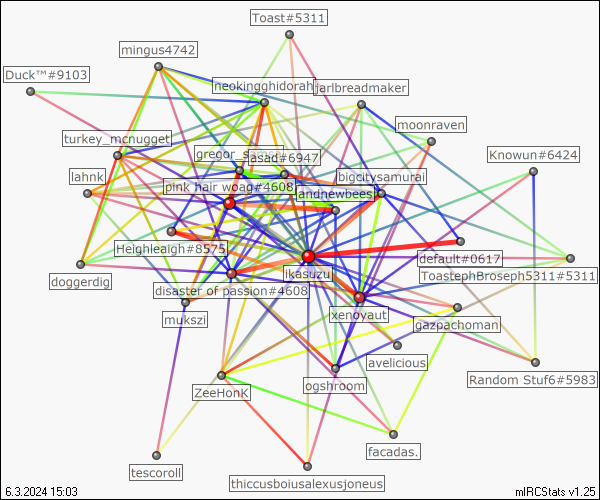 Toast#5311
mingus4742
Duck™#9103
neokingghidorah
jarlbreadmaker
moonraven
turkey_mcnugget
gregor_s
asad#6947
Knowun#6424
lahnk
pink hair woag#4608
bigcitysamurai
andnewbees
Heighleaigh#8575
default#0617
doggerdig
ikasuzu
ToastephBroseph5311#5311
disaster of passion#4608
mukszi
xenoyaut
gazpachoman
avelicious
Random Stuf6#5983
ZeeHonK
ogshroom
facadas.
tescoroll
thiccusboiusalexusjoneus
6.3.2024 15:03
mIRCStats v1.25